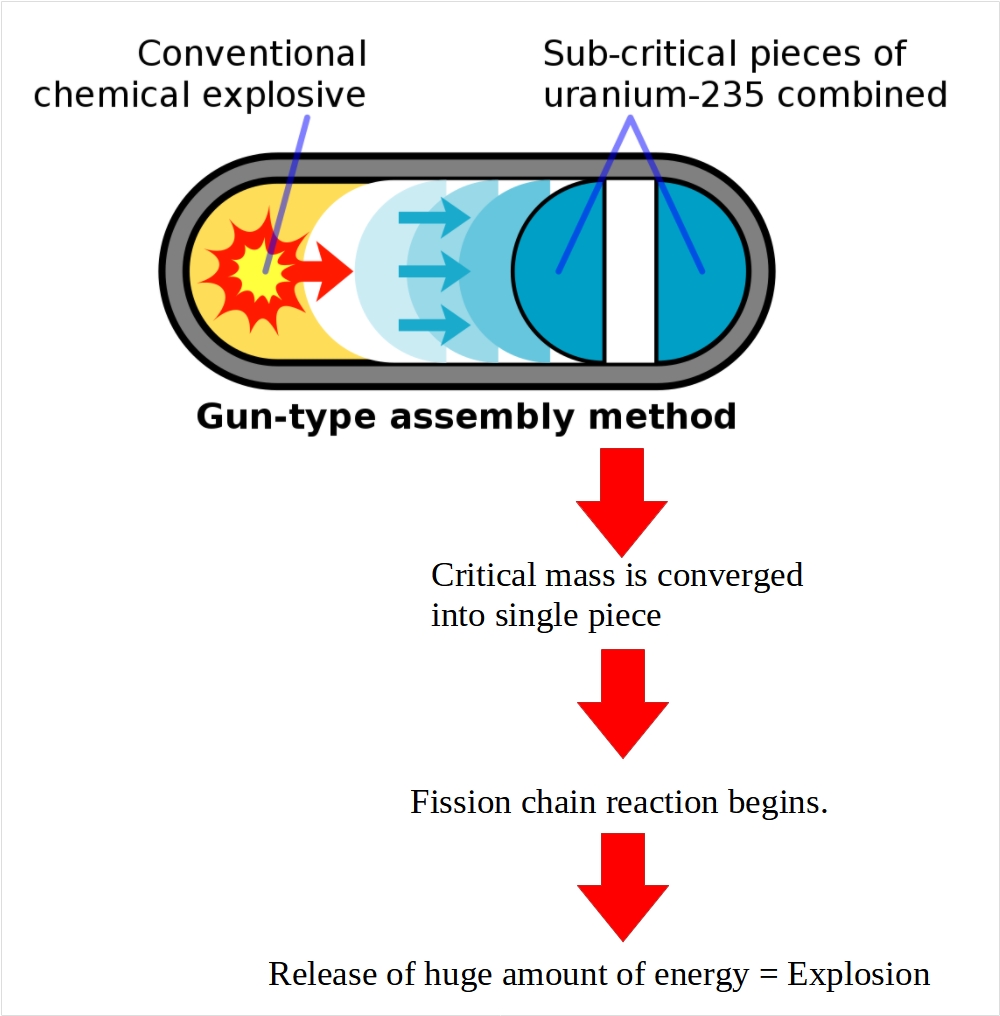 Conventional
chemical explosive
Sub-critical pieces of
uranium-235 combined
Gun-type assembly method
Critical mass is converged
into single piece
Fission chain reaction begins.
Release of huge amount of energy = Explosion